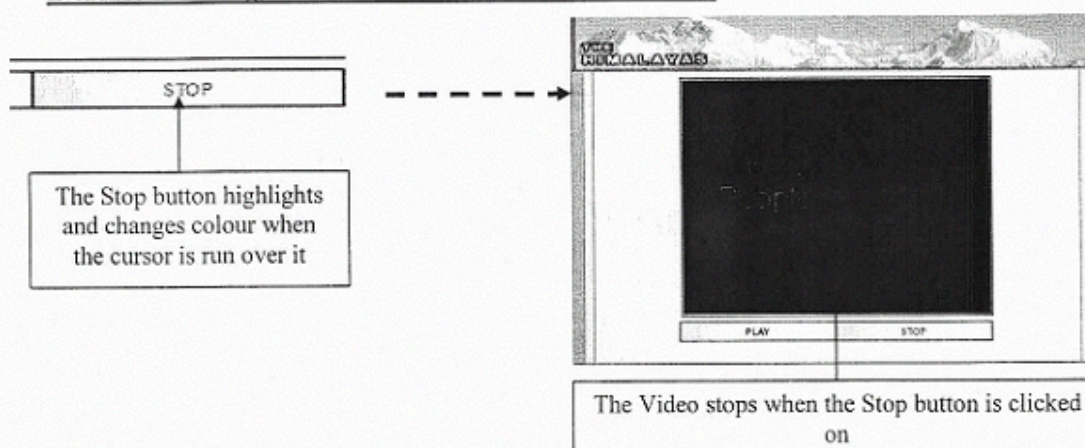 THE
HIMALAYAS
STOP
The Stop button highlights
and changes colour when
the cursor is run over it
PLAY STOP
The Video stops when the Stop button is clicked
on